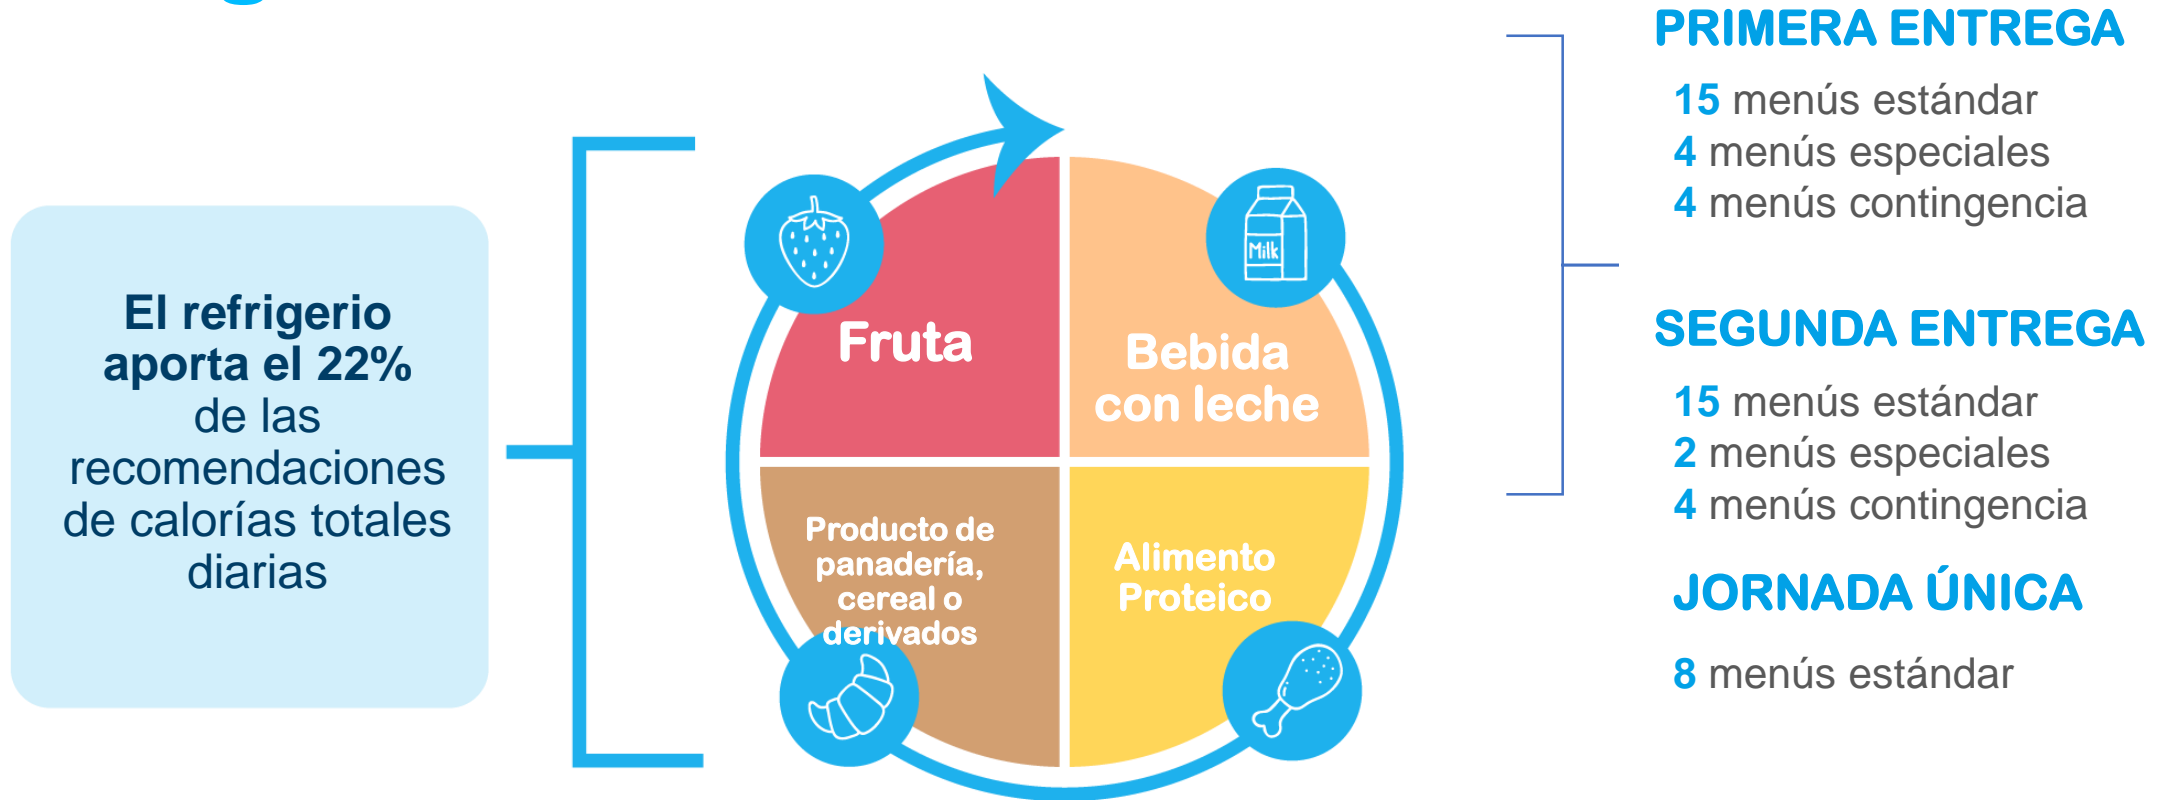 El refrigerio
aporta el 22%
de las
recomendaciones
de calorías totales
diarias
Fruta
Milk
Bebida
con leche
Producto de
panadería,
cereal o
derivados
Alimento
Proteico
PRIMERA ENTREGA
15 menús estándar
4 menús especiales
4 menús contingencia
SEGUNDA ENTREGA
15 menús estándar
2 menús especiales
4 menús contingencia
JORNADA ÚNICA
8 menús estándar